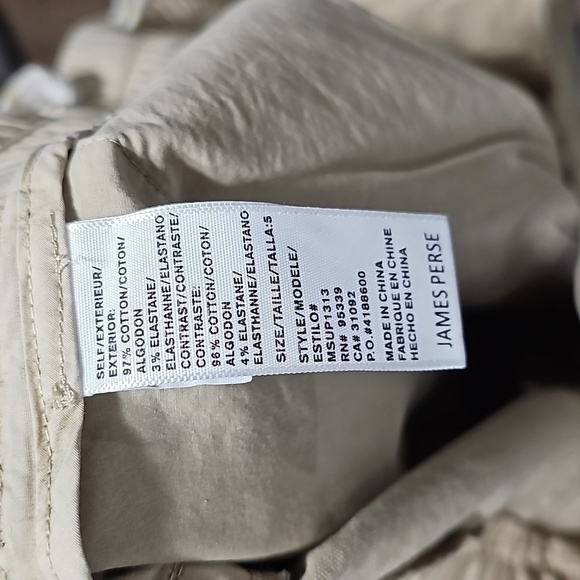 SELF/EXTERIEUR/
EXTERIOR:
97% COTTON/COTON/
ALGODON
3% ELASTANE/
ELASTHANNE/ELASTANO
CONTRAST/CONTRASTE/
CONTRASTE:
96% COTTON/COTON/
ALGODON
4% ELASTANE/
ELASTHANNE/ELASTANO
SIZE/TAILLE/TALLA:5
STYLE/MODELE/
ESTILO#
MSUP1313
RN# 95339
CA# 31092
P.O.#4198600
MADE IN CHINA
FABRIQUE EN CHINE
HECHO EN CHINA
JAMES PERSE